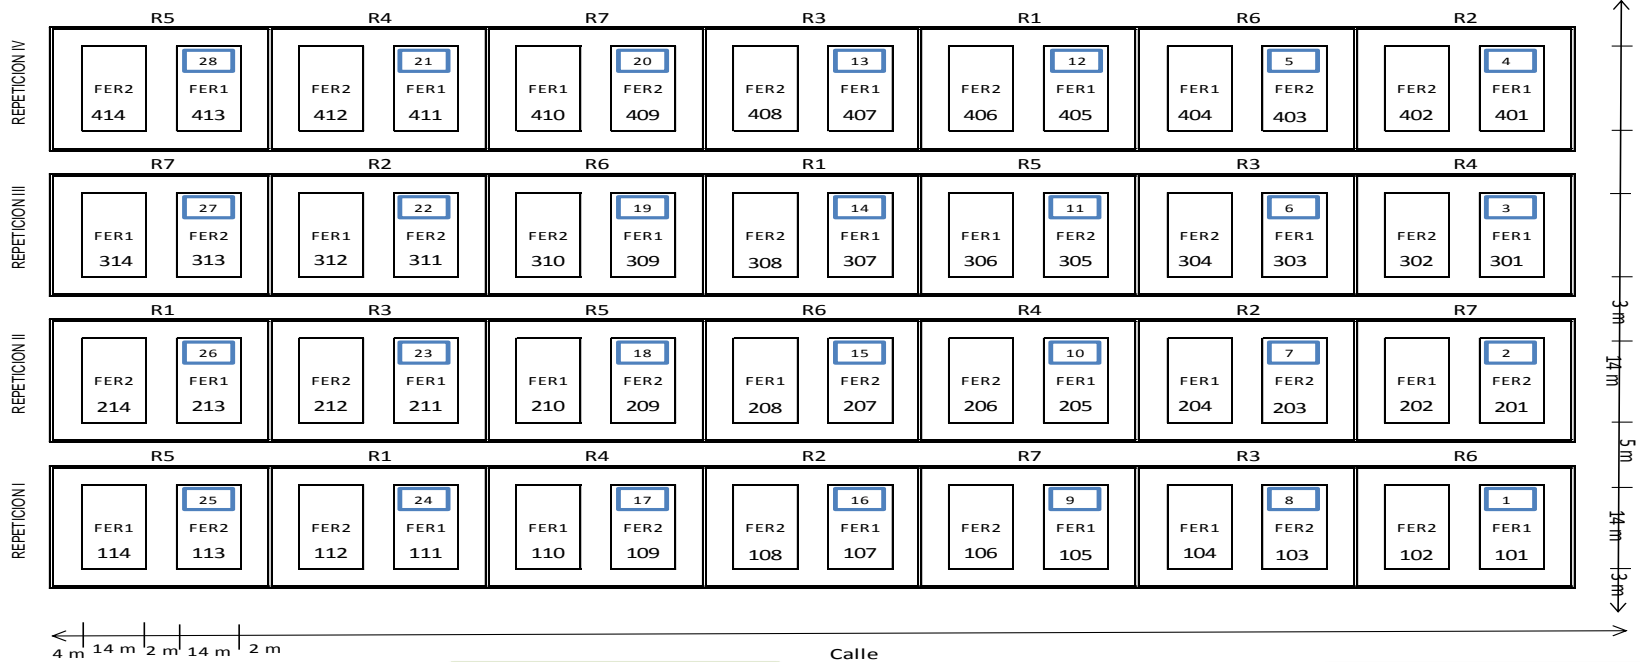 R5 R4 R7 R3 R1 R6 R2
REPETICION IV
28 21 20 13 12 5 4
FER2 FER1 FER2 FER1 FER1 FER2 FER2 FER1 FER2 FER1 FER1 FER2 FER2 FER1
414 413 412 411 410 409 408 407 406 405 404 403 402 401
R7 R2 R6 R1 R5 R3 R4
REPETICION III
27 22 19 14 11 6 3
FER1 FER2 FER1 FER2 FER2 FER1 FER2 FER1 FER1 FER2 FER2 FER1 FER2 FER1
314 313 312 311 310 309 308 307 306 305 304 303 302 301
3 m
R1 R3 R5 R6 R4 R2 R7
REPETICION II
26 23 18 15 10 7 2
14 m
FER2 FER1 FER2 FER1 FER1 FER2 FER1 FER2 FER2 FER1 FER1 FER2 FER1 FER2
214 213 212 211 210 209 208 207 206 205 204 203 202 201
5 m
R5 R1 R4 R2 R7 R3 R6
REPETICION I
25 24 17 16 9 8 1
14 m
FER1 FER2 FER2 FER1 FER1 FER2 FER2 FER1 FER2 FER1 FER1 FER2 FER2 FER1
114 113 112 111 110 109 108 107 106 105 104 103 102 101
3 m
4 m 14 m 2 m 14 m 2 m
Calle